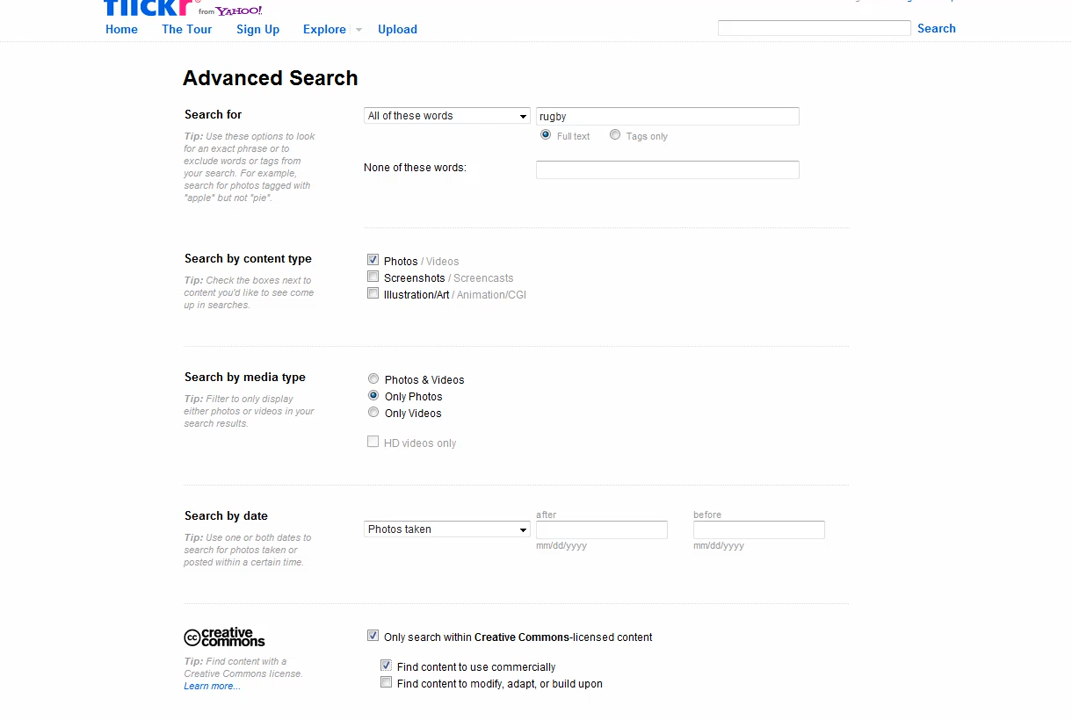 flickr from YAHOO!
Home The Tour Sign Up Explore Upload Search
Advanced Search
Search for
Tip: Use these options to look
for an exact phrase or to
exclude words or tags from
your search. For example,
search for photos tagged with
"apple" but not "pie".
All of these words rugby
Full text Tags only
None of these words:
Search by content type
Tip: Check the boxes next to
content you'd like to see come
up in searches.
Photos / Videos
Screenshots / Screencasts
Illustration/Art / Animation/CGI
Search by media type
Tip: Filter to only display
either photos or videos in your
search results.
Photos & Videos
Only Photos
Only Videos
HD videos only
Search by date
Tip: Use one or both dates to
search for photos taken or
posted within a certain time.
Photos taken
after
mm/dd/yyyy
before
mm/dd/yyyy
cc creative commons
Tip: Find content with a
Creative Commons license.
Learn more...
Only search within Creative Commons-licensed content
Find content to use commercially
Find content to modify, adapt, or build upon